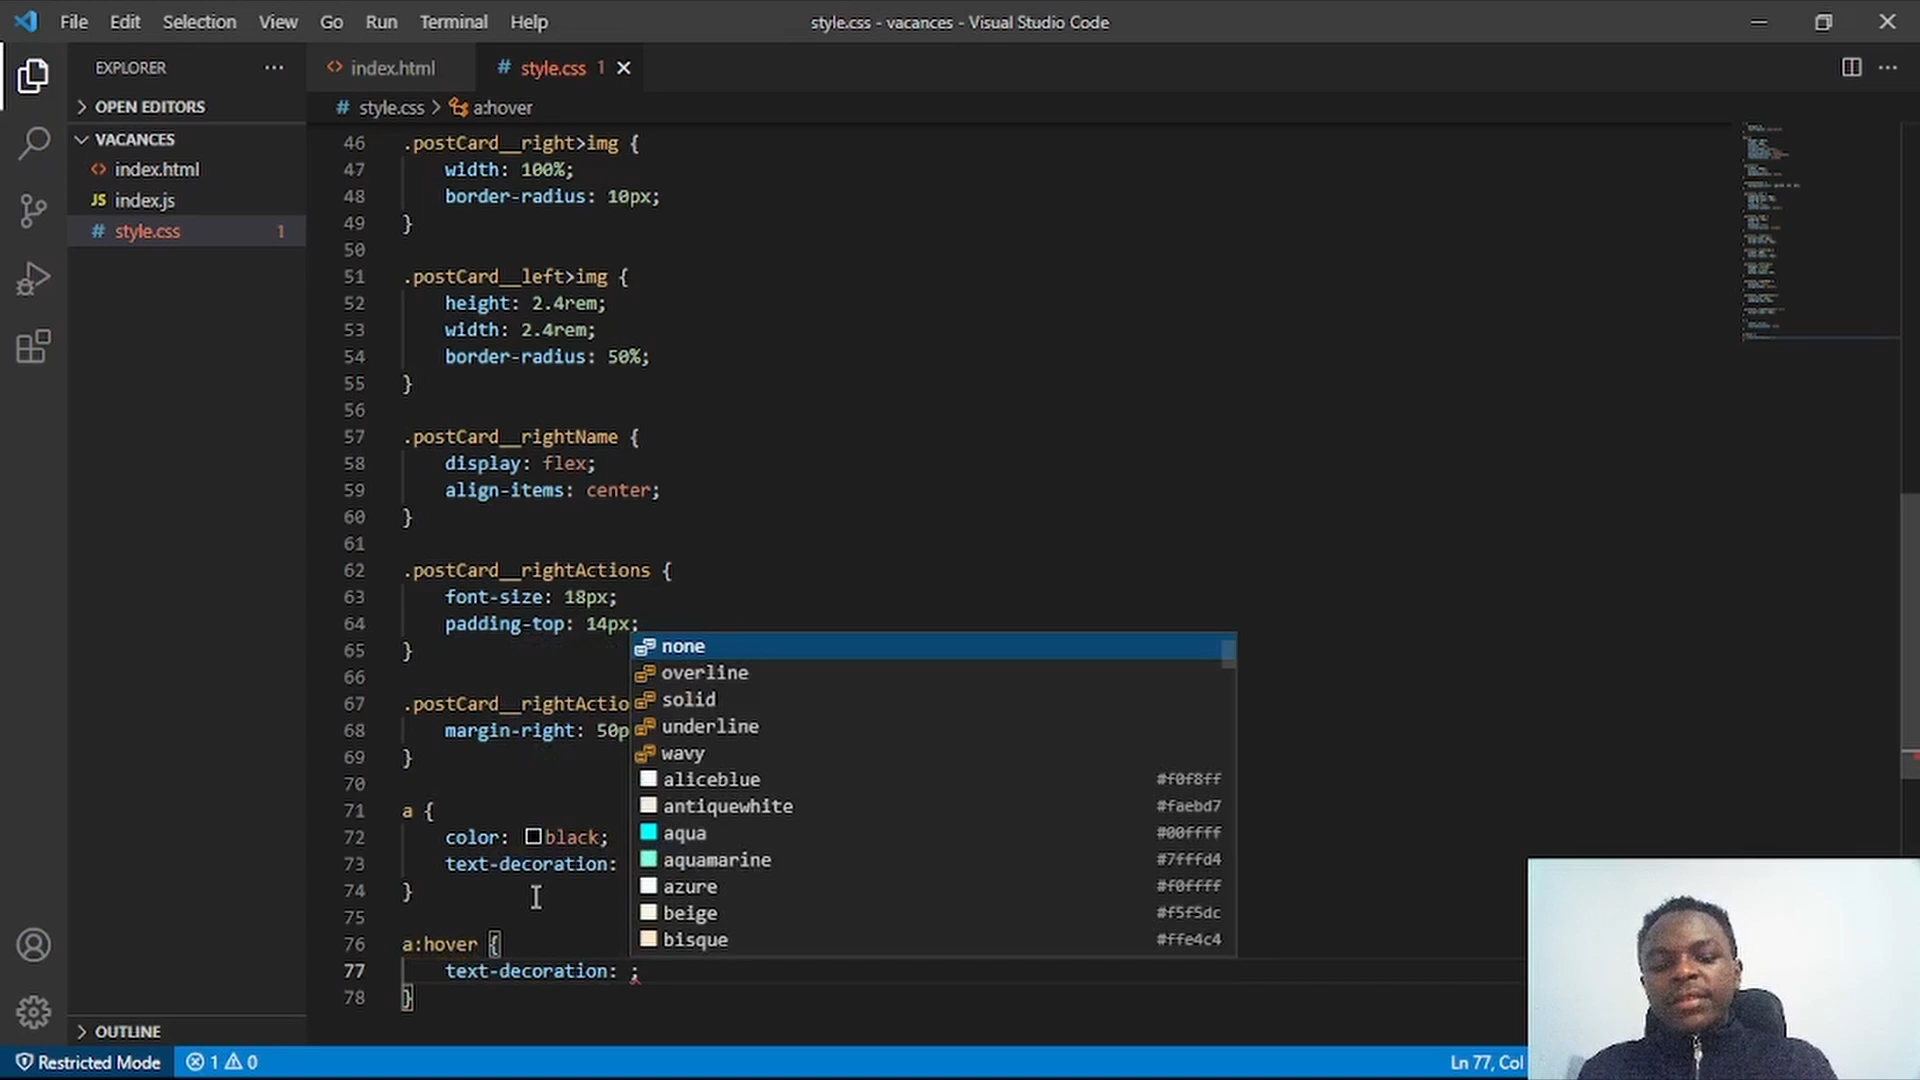 File Edit Selection View Go Run Terminal Help
style.css - vacances - Visual Studio Code
EXPLORER
OPEN EDITORS
VACANCES
index.html
JS index.js
# style.css 1
OUTLINE
index.html
# style.css 1
# style.css > a:hover
46 .postCard__right>img {
47 width: 100%;
48 border-radius: 10px;
49 }
50
51 .postCard__left>img {
52 height: 2.4rem;
53 width: 2.4rem;
54 border-radius: 50%;
55 }
56
57 .postCard__rightName {
58 display: flex;
59 align-items: center;
60 }
61
62 .postCard__rightActions {
63 font-size: 18px;
64 padding-top: 14px;
65 }
66
67 .postCard__rightActio
68 margin-right: 50p
69 }
70
71 a {
72 color: black;
73 text-decoration:
74 }
75
76 a:hover {
77 text-decoration: ;
78 }
none
overline
solid
underline
wavy
aliceblue #f0f8ff
antiquewhite #faebd7
aqua #00ffff
aquamarine #7fffd4
azure #f0ffff
beige #f5f5dc
bisque #ffe4c4
Restricted Mode
1 0
Ln 77, Col